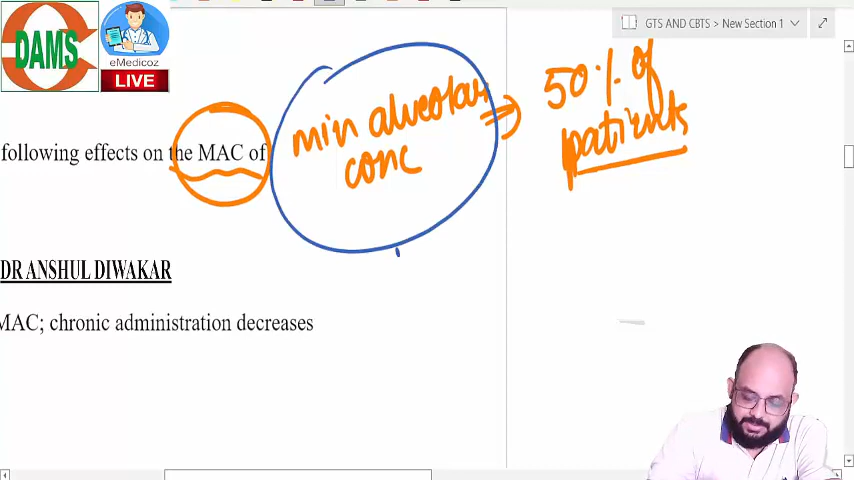 DAMS
eMedicoz
LIVE
GTS AND CBTS > New Section 1
50% of
patients
min alveolar
conc
following effects on the MAC of
DR ANSHUL DIWAKAR
MAC; chronic administration decreases